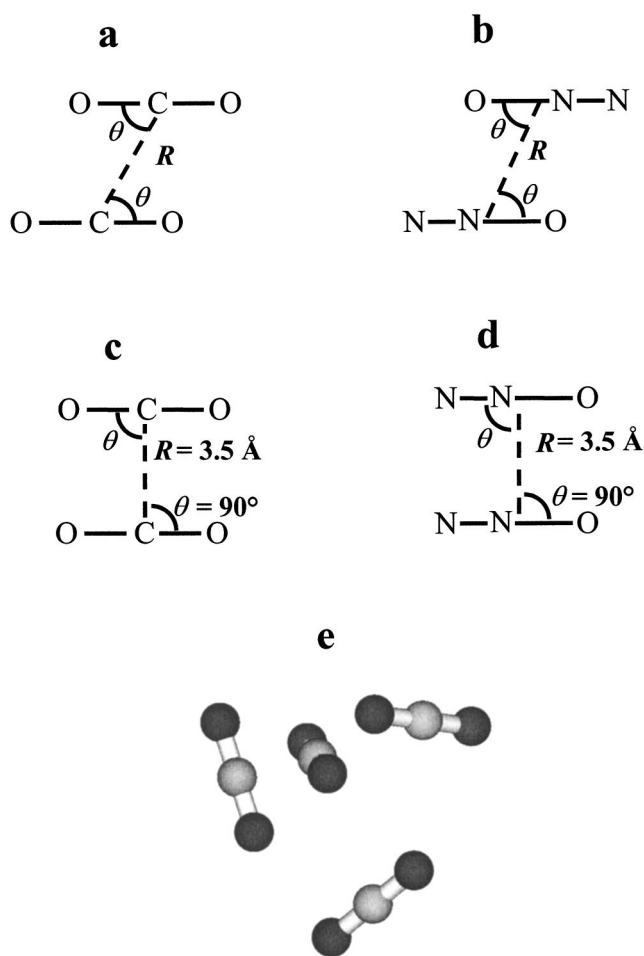 a
b
O C O
θ
R
θ
O C O
O N N
θ
R
θ
N N O
c
d
O C O
θ
R = 3.5 Å
θ = 90°
O C O
N N O
θ
R = 3.5 Å
θ = 90°
N N O
e